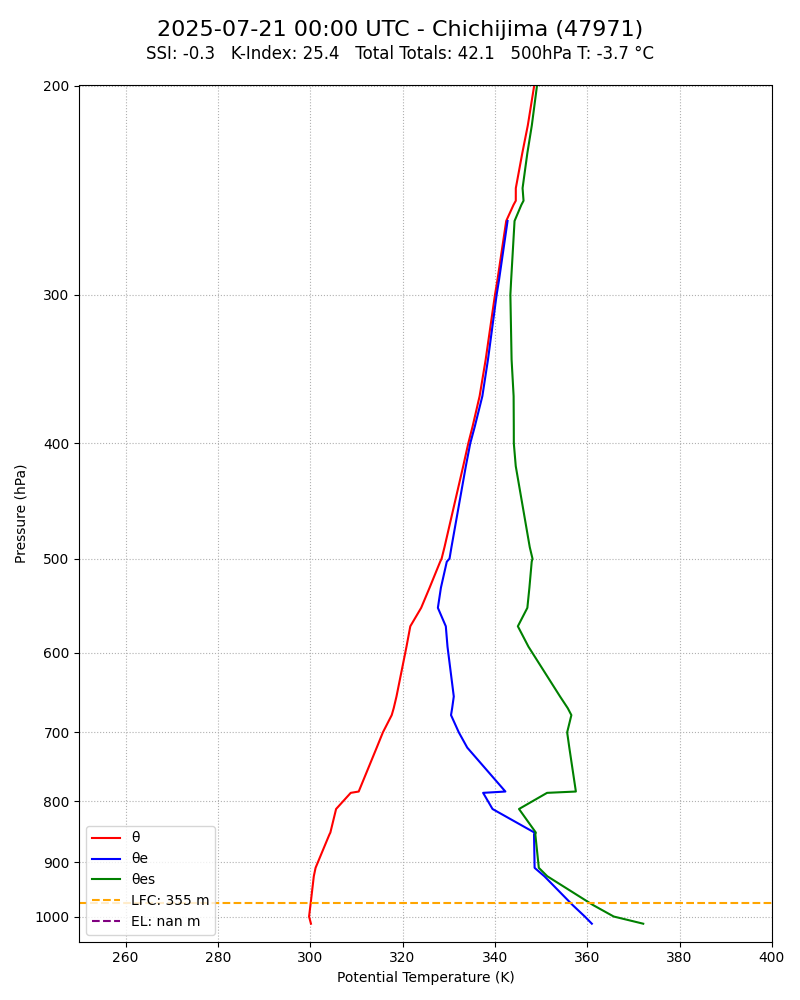 2025-07-21 00:00 UTC - Chichijima (47971)
SSI: -0.3   K-Index: 25.4   Total Totals: 42.1   500hPa T: -3.7 °C
200
300
400
500
600
700
800
900
1000
Pressure (hPa)
θ
θe
θes
LFC: 355 m
EL: nan m
260
280
300
320
340
360
380
400
Potential Temperature (K)